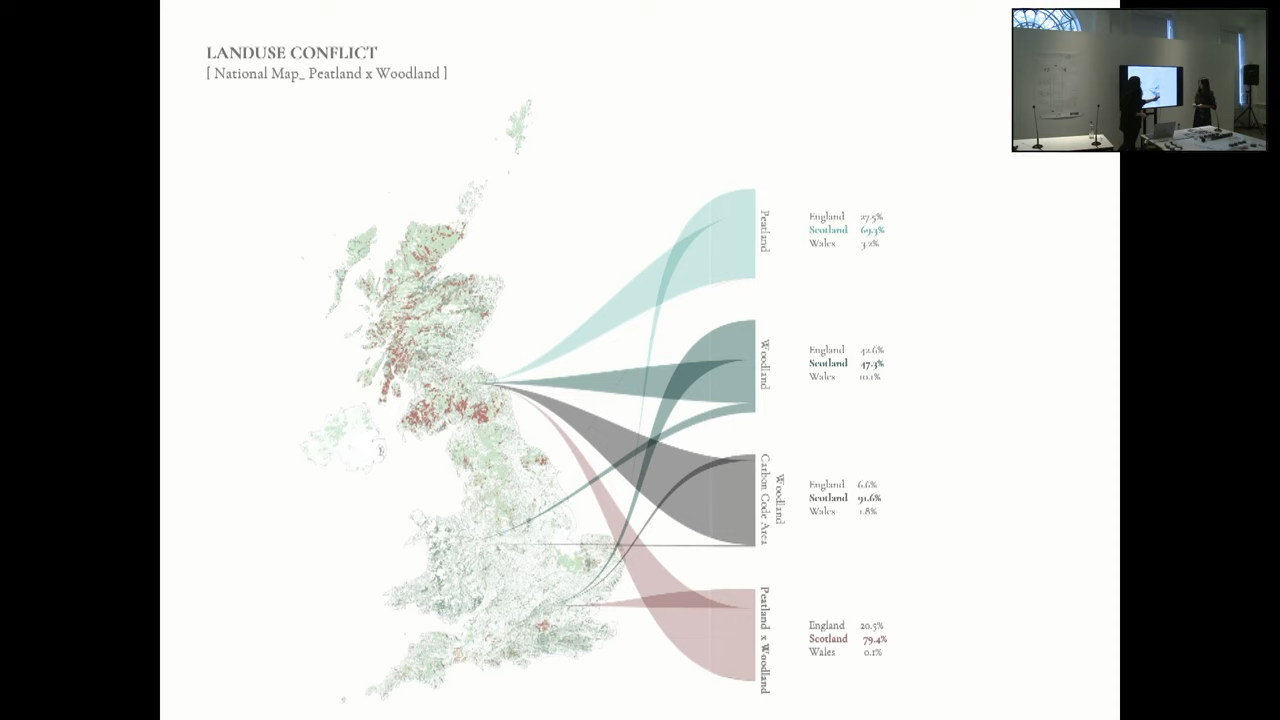 LANDUSE CONFLICT
[ National Map_ Peatland x Woodland ]
Peatland
England 27.5%
Scotland 69.3%
Wales 3.2%
Woodland
England 42.6%
Scotland 47.3%
Wales 10.1%
Woodland
Carbon Code Area
England 6.6%
Scotland 91.6%
Wales 1.8%
Peatland x Woodland
England 20.5%
Scotland 79.4%
Wales 0.1%